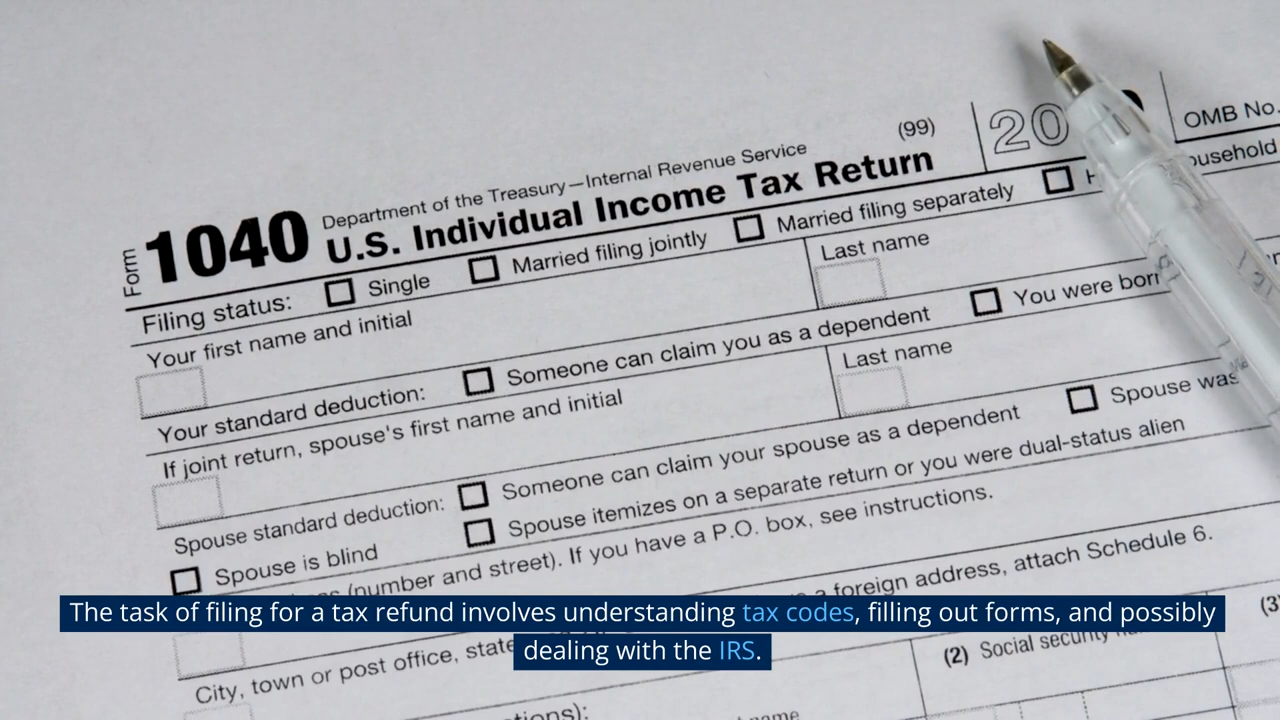 (99)
20
OMB No.
Department of the Treasury—Internal Revenue Service
Form 1040 U.S. Individual Income Tax Return
Filing status: Single Married filing jointly Married filing separately
Your first name and initial
Last name
Your standard deduction: Someone can claim you as a dependent You were born
If joint return, spouse's first name and initial
Last name
Spouse standard deduction: Someone can claim your spouse as a dependent Spouse was
Spouse is blind Spouse itemizes on a separate return or you were dual-status alien
(number and street). If you have a P.O. box, see instructions.
City, town or post office, state
foreign address, attach Schedule 6.
(2) Social security
(3)
The task of filing for a tax refund involves understanding tax codes, filling out forms, and possibly
dealing with the IRS.